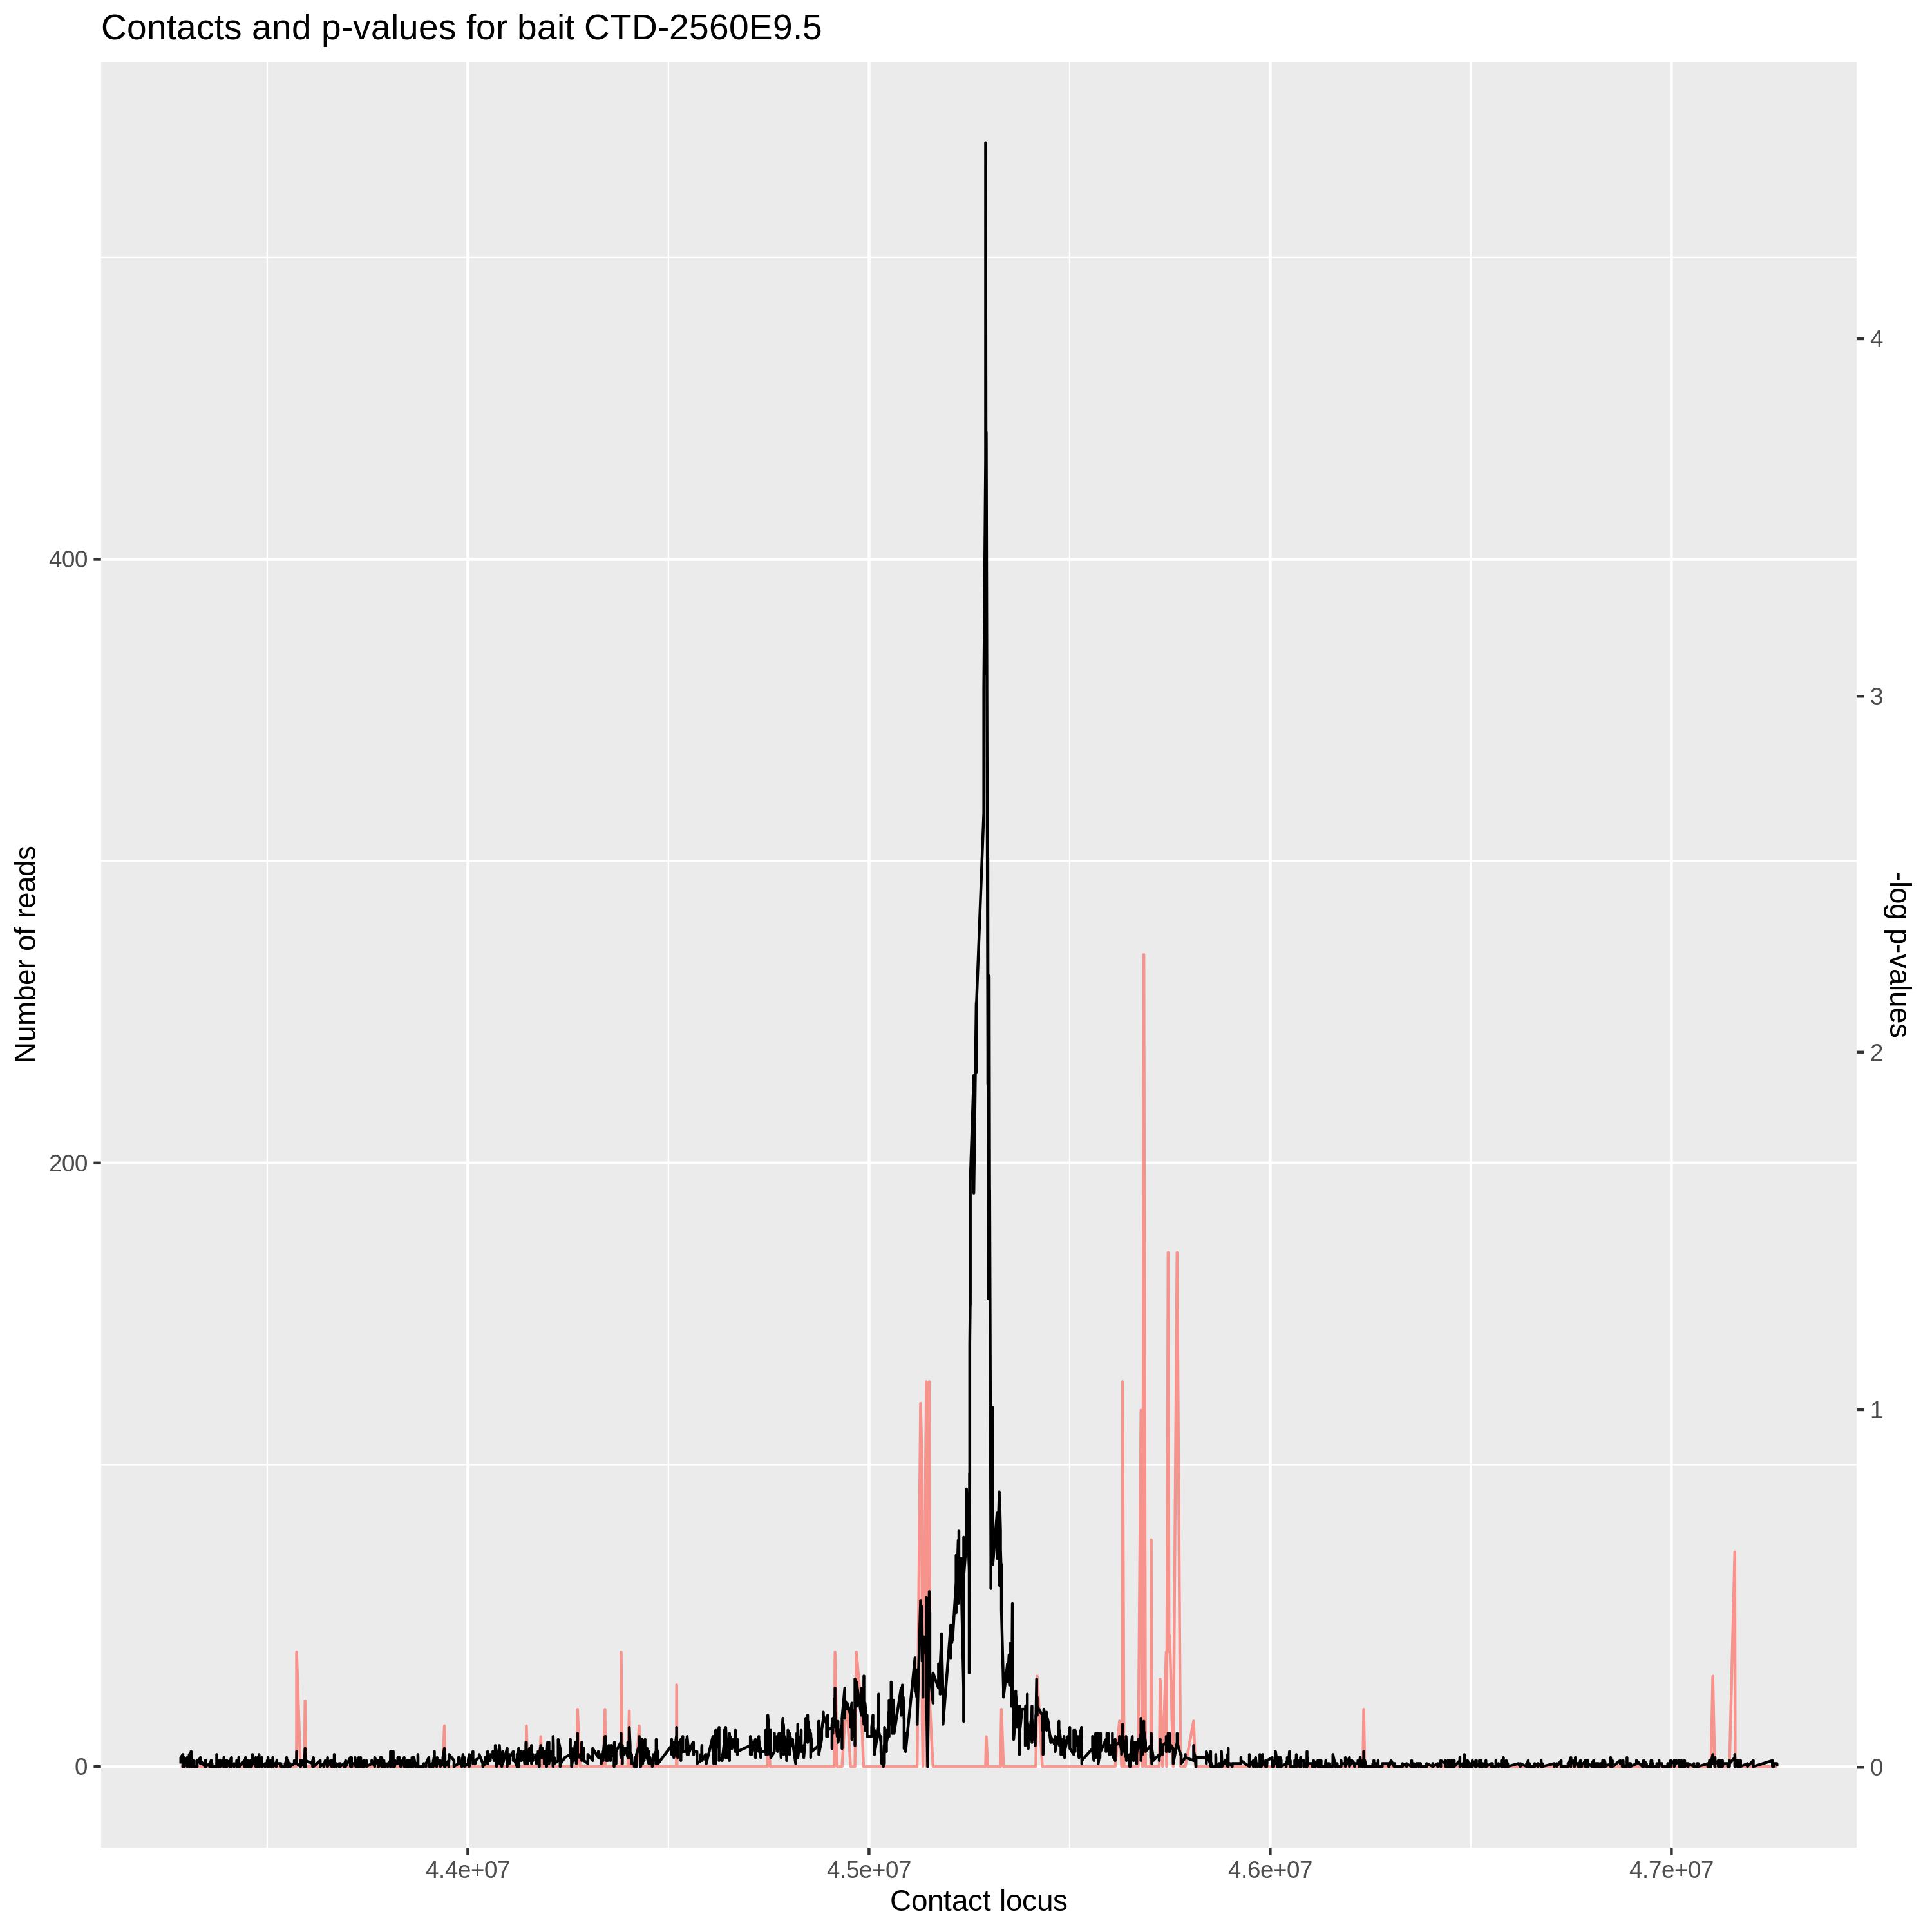 Contacts and p-values for bait CTD-2560E9.5
Number of reads
400
200
0
4
3
2
1
0
-log p-values
4.4e+07 4.5e+07 4.6e+07 4.7e+07
Contact locus